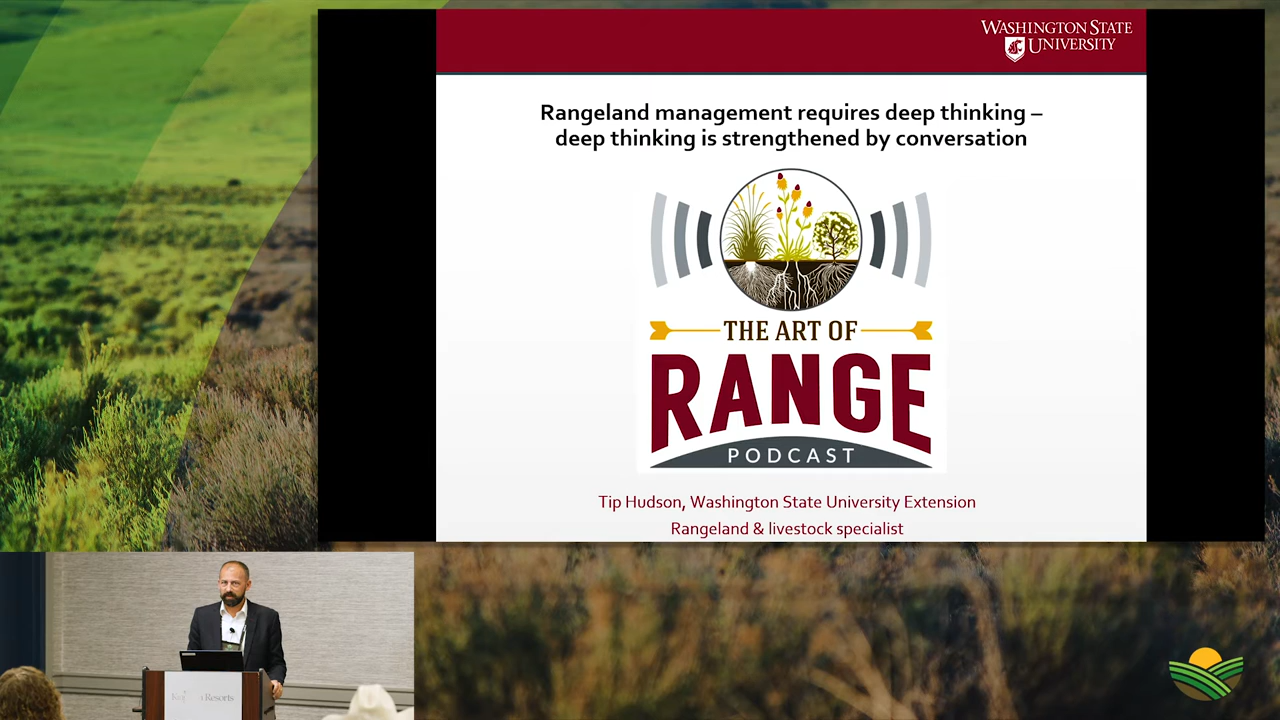 WASHINGTON STATE
UNIVERSITY
Rangeland management requires deep thinking –
deep thinking is strengthened by conversation
THE ART OF
RANGE
PODCAST
Tip Hudson, Washington State University Extension
Rangeland & livestock specialist
Resorts